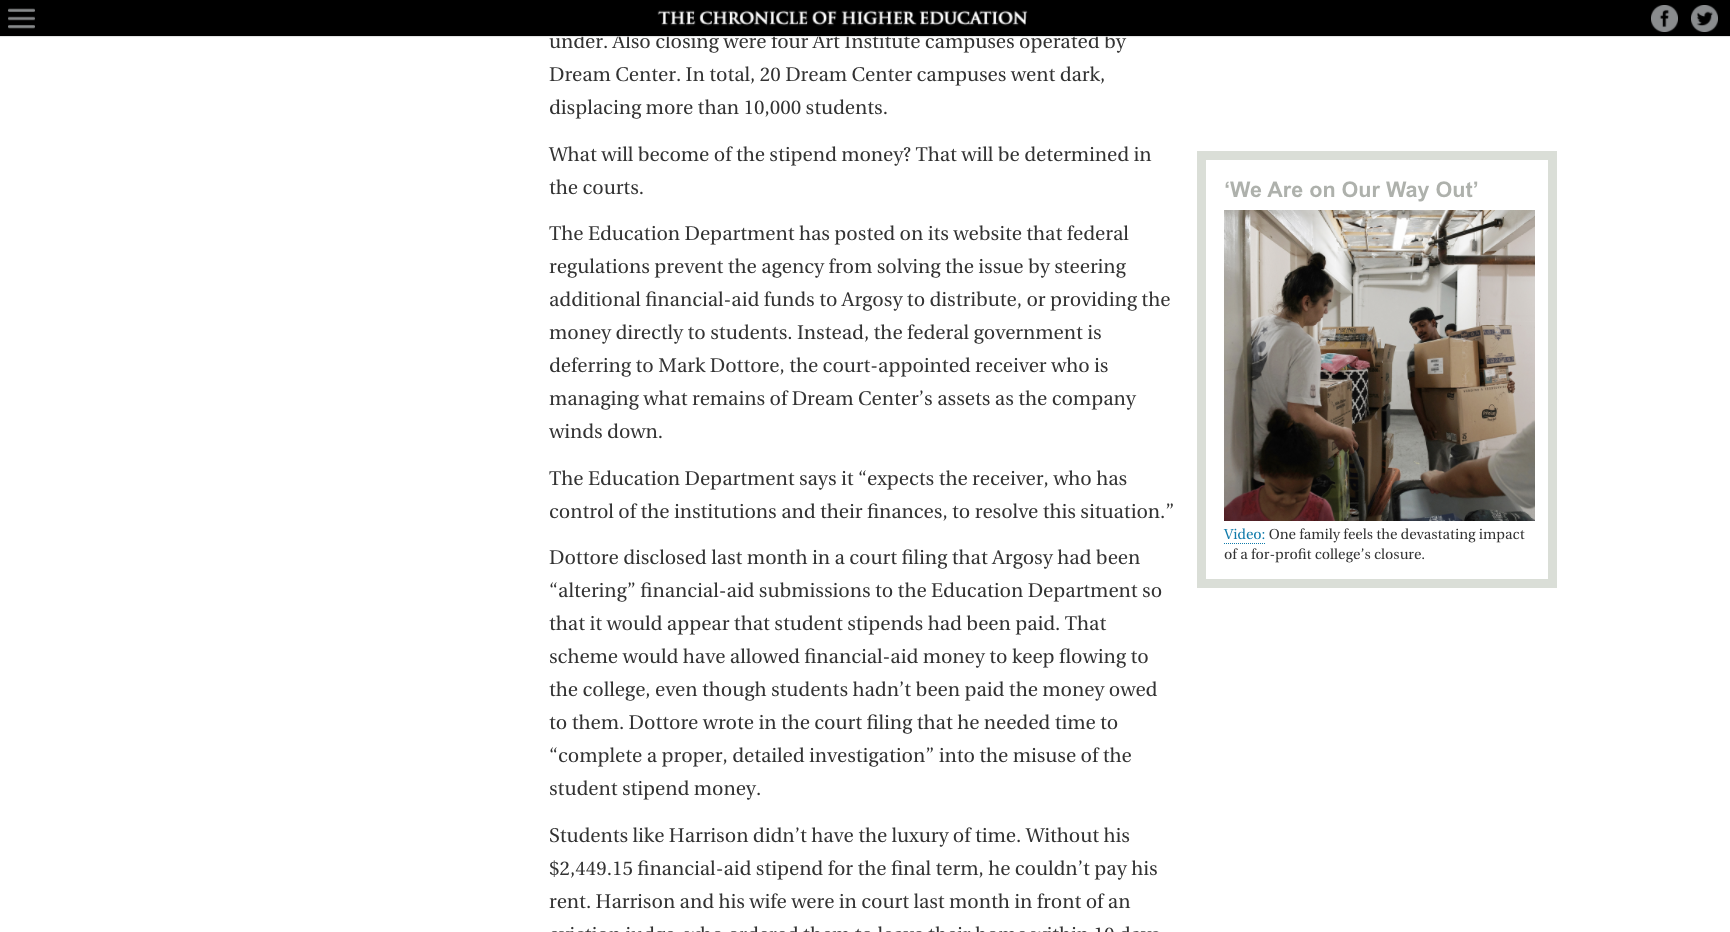 THE CHRONICLE OF HIGHER EDUCATION
under. Also closing were four Art Institute campuses operated by
Dream Center. In total, 20 Dream Center campuses went dark,
displacing more than 10,000 students.
What will become of the stipend money? That will be determined in
the courts.
The Education Department has posted on its website that federal
regulations prevent the agency from solving the issue by steering
additional financial-aid funds to Argosy to distribute, or providing the
money directly to students. Instead, the federal government is
deferring to Mark Dottore, the court-appointed receiver who is
managing what remains of Dream Center’s assets as the company
winds down.
The Education Department says it “expects the receiver, who has
control of the institutions and their finances, to resolve this situation.”
Dottore disclosed last month in a court filing that Argosy had been
“altering” financial-aid submissions to the Education Department so
that it would appear that student stipends had been paid. That
scheme would have allowed financial-aid money to keep flowing to
the college, even though students hadn’t been paid the money owed
to them. Dottore wrote in the court filing that he needed time to
“complete a proper, detailed investigation” into the misuse of the
student stipend money.
Students like Harrison didn’t have the luxury of time. Without his
$2,449.15 financial-aid stipend for the final term, he couldn’t pay his
rent. Harrison and his wife were in court last month in front of an
eviction judge, who ordered them to leave their home within 10 days
‘We Are on Our Way Out’
Video: One family feels the devastating impact
of a for-profit college’s closure.